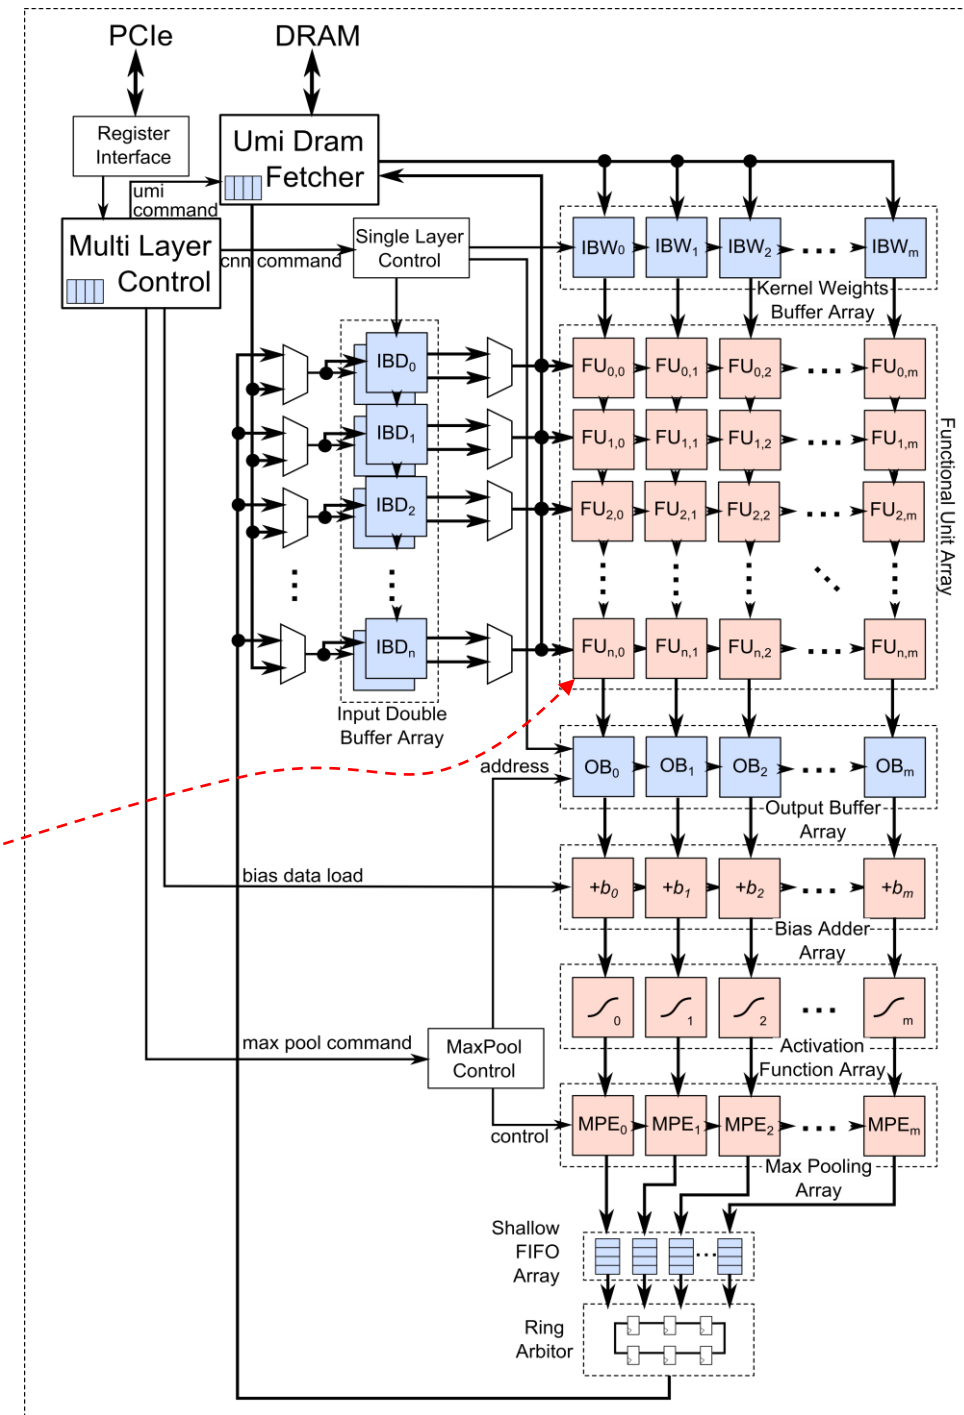 PCIe
DRAM
Register
Interface
Umi Dram
Fetcher
umi
command
Multi Layer
Control
cnn command
Single Layer
Control
IBW0
IBW1
IBW2
IBWm
Kernel Weights
Buffer Array
IBD0
IBD1
IBD2
IBDn
Input Double
Buffer Array
FU0,0
FU0,1
FU0,2
FU0,m
FU1,0
FU1,1
FU1,2
FU1,m
FU2,0
FU2,1
FU2,2
FU2,m
FUn,0
FUn,1
FUn,2
FUn,m
Functional Unit Array
address
OB0
OB1
OB2
OBm
Output Buffer
Array
bias data load
+b0
+b1
+b2
+bm
Bias Adder
Array
0
1
2
m
Activation
Function Array
max pool command
MaxPool
Control
control
MPE0
MPE1
MPE2
MPEm
Max Pooling
Array
Shallow
FIFO
Array
Ring
Arbitor